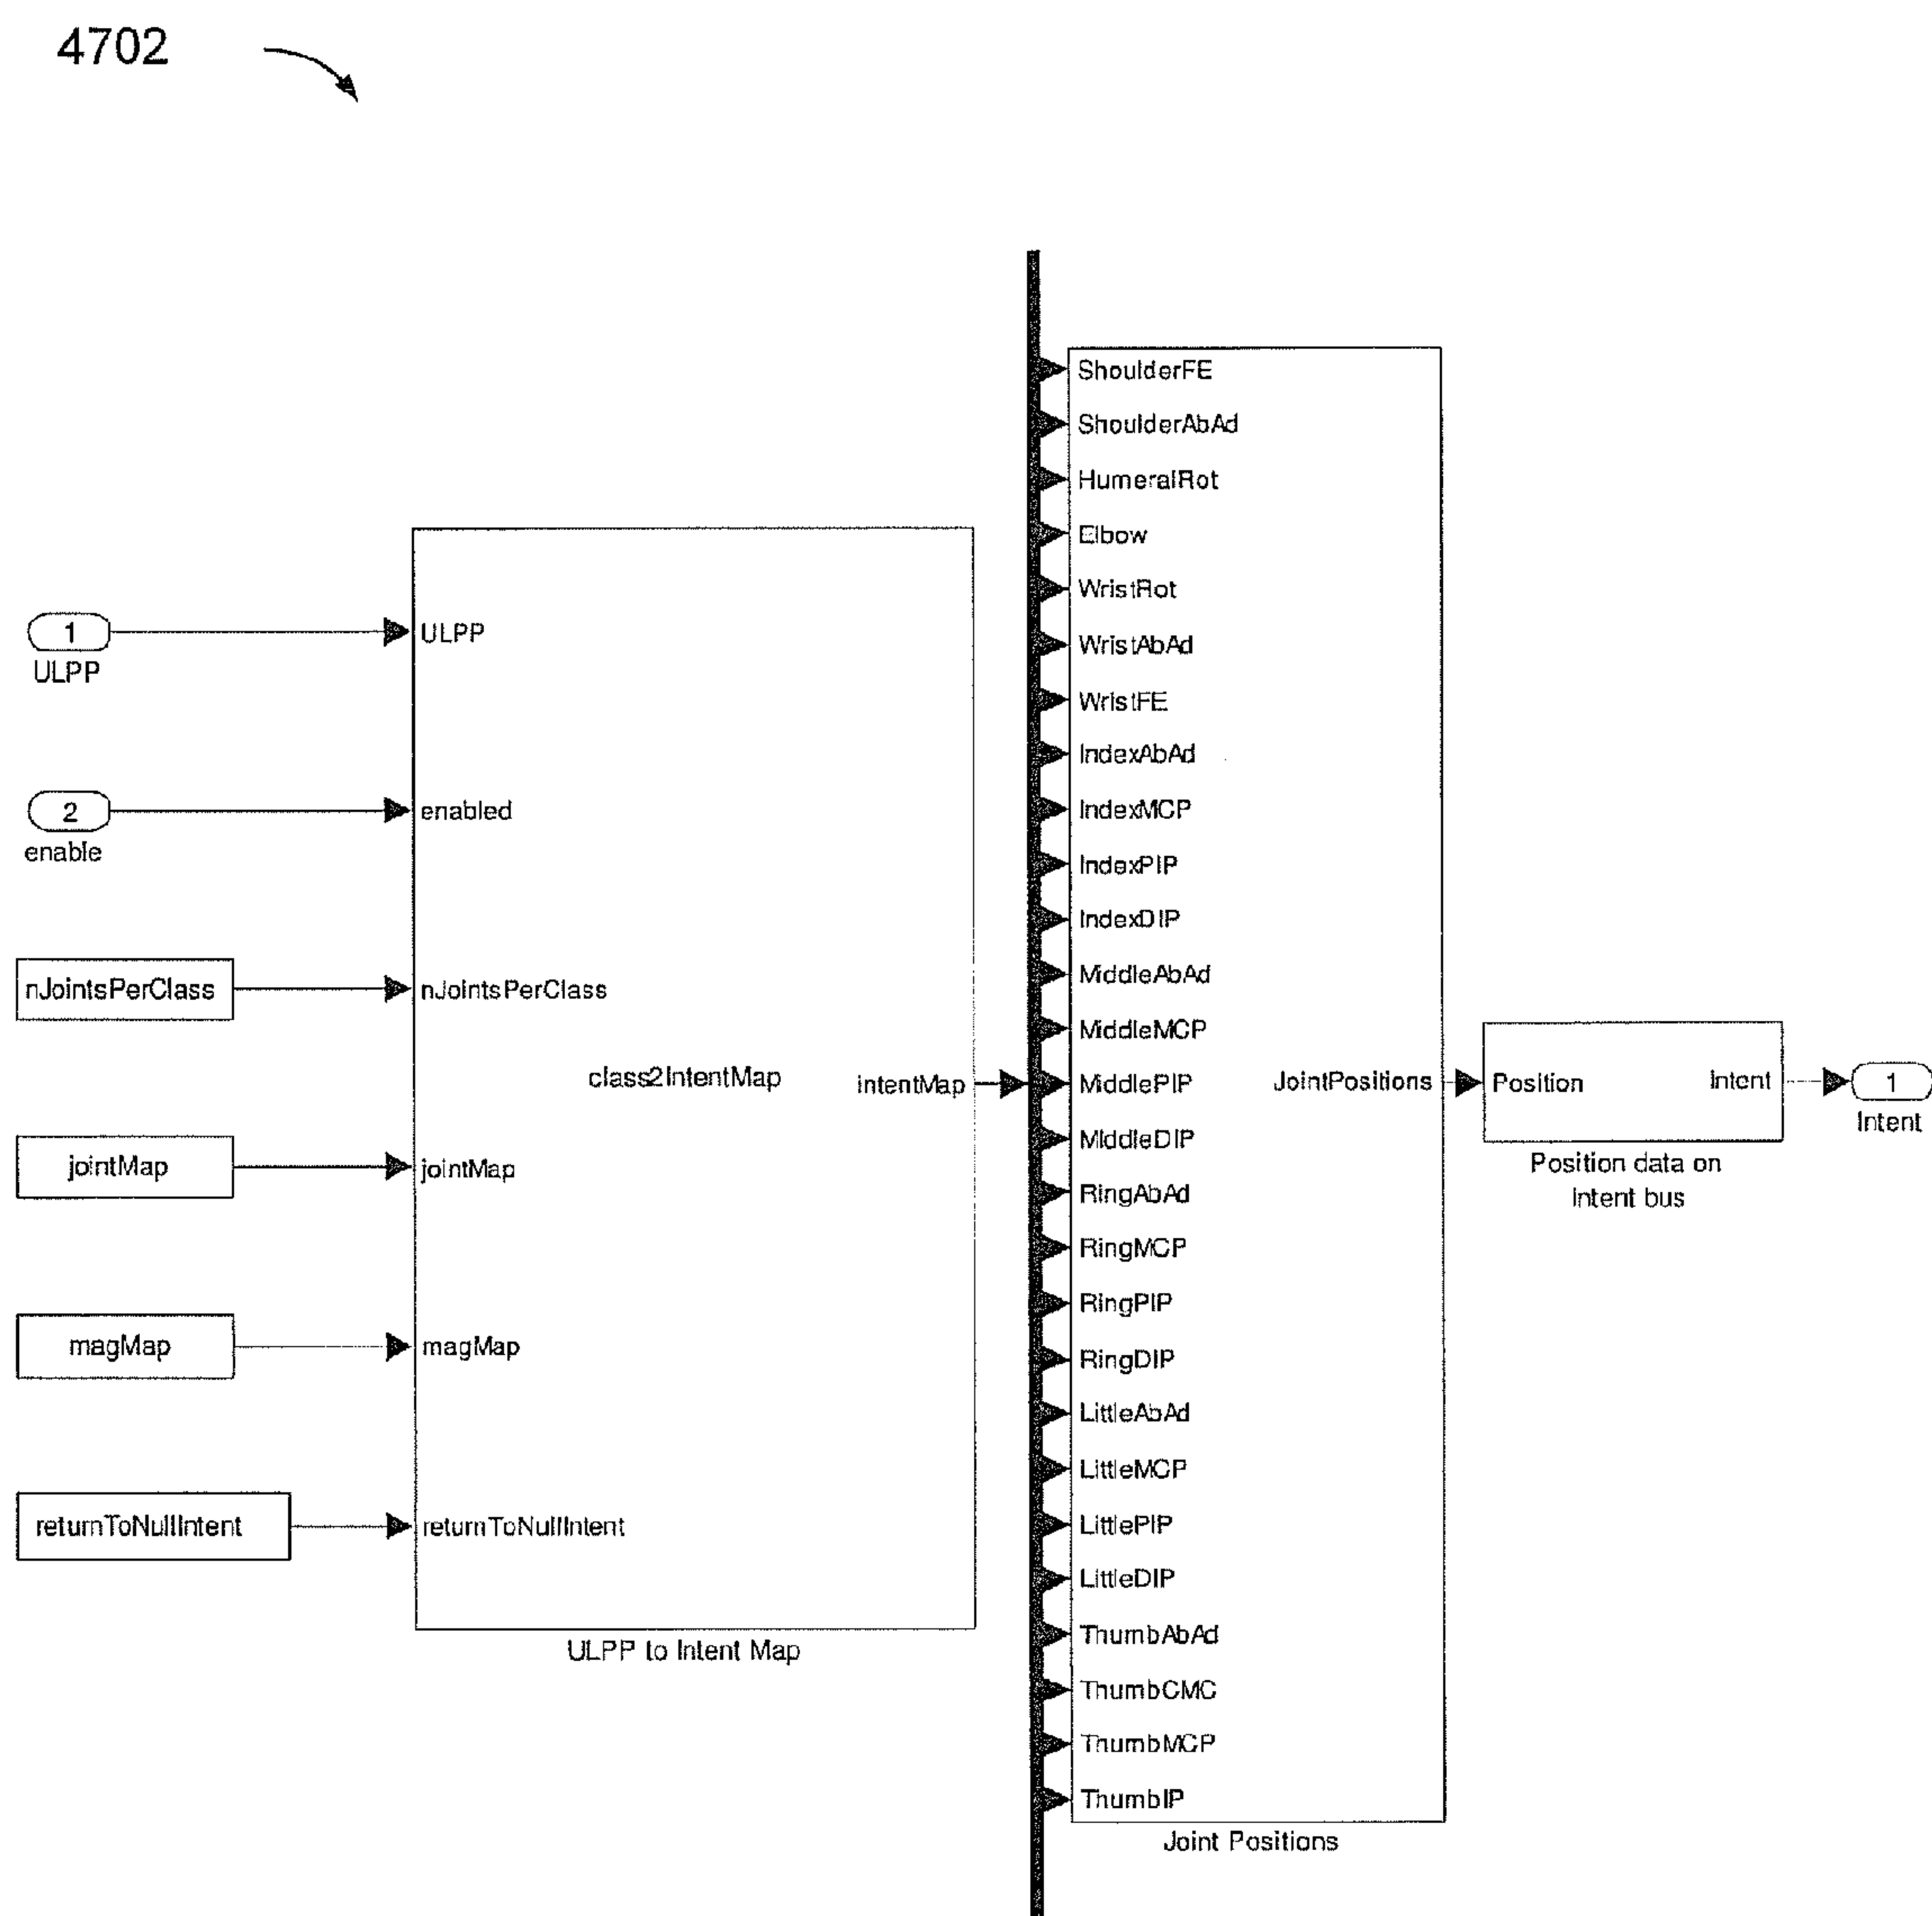 4702
1
ULPP
2
enable
nJointsPerClass
jointMap
magMap
returnToNullIntent
ULPP
enabled
nJointsPerClass
jointMap
magMap
returnToNullIntent
class2IntentMap
intentMap
ULPP to Intent Map
ShoulderFE
ShoulderAbAd
HumeralRot
Elbow
WristRot
WristAbAd
WristFE
IndexAbAd
IndexMCP
IndexPIP
IndexDIP
MiddleAbAd
MiddleMCP
MiddlePIP
MiddleDIP
RingAbAd
RingMCP
RingPIP
RingDIP
LittleAbAd
LittleMCP
LittlePIP
LittleDIP
ThumbAbAd
ThumbCMC
ThumbMCP
ThumbIP
JointPositions
Joint Positions
Position
Intent
Position data on
Intent bus
1
Intent